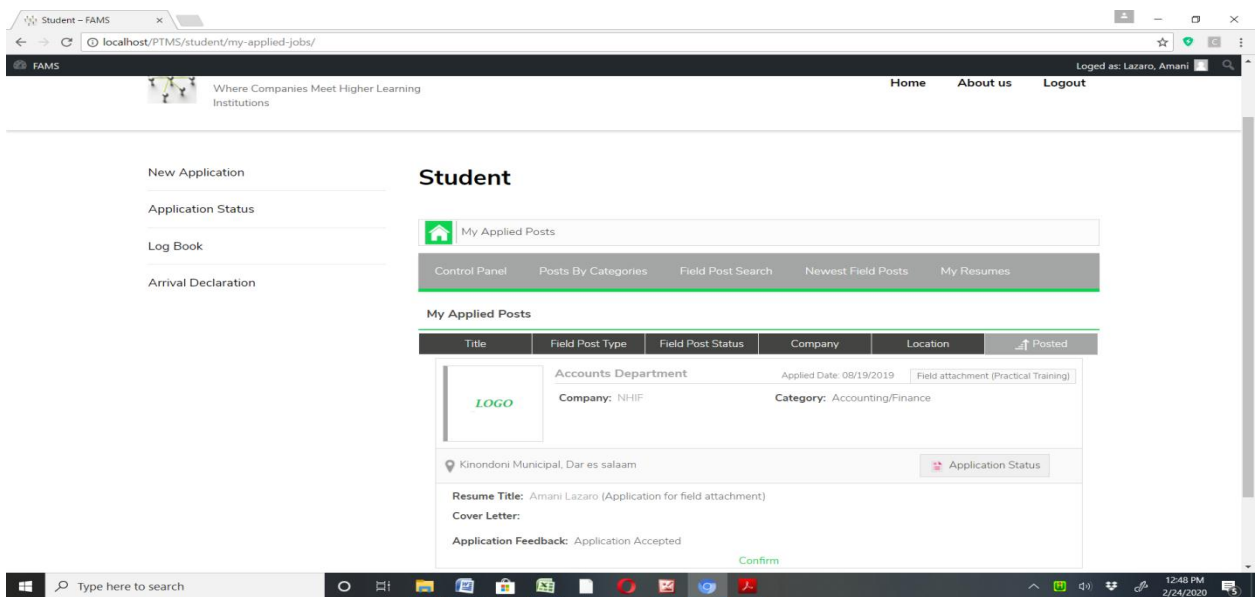 Student – FAMS
localhost/PTMS/student/my-applied-jobs/
FAMS
Loged as: Lazaro, Amani
Where Companies Meet Higher Learning
Institutions
Home About us Logout
New Application
Application Status
Log Book
Arrival Declaration
Student
My Applied Posts
Control Panel Posts By Categories Field Post Search Newest Field Posts My Resumes
My Applied Posts
Title Field Post Type Field Post Status Company Location Posted
LOGO
Accounts Department Applied Date: 08/19/2019 Field attachment (Practical Training)
Company: NHIF Category: Accounting/Finance
Kinondoni Municipal, Dar es salaam Application Status
Resume Title: Amani Lazaro (Application for field attachment)
Cover Letter:
Application Feedback: Application Accepted
Confirm
Type here to search
12:48 PM
2/24/2020